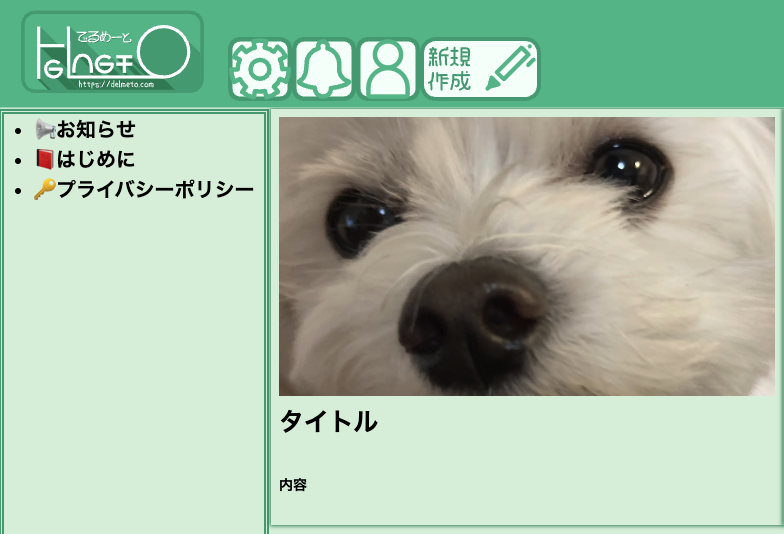 でるめーと
https://delmeto.com
新規
作成
お知らせ
はじめに
プライバシーポリシー
タイトル
内容